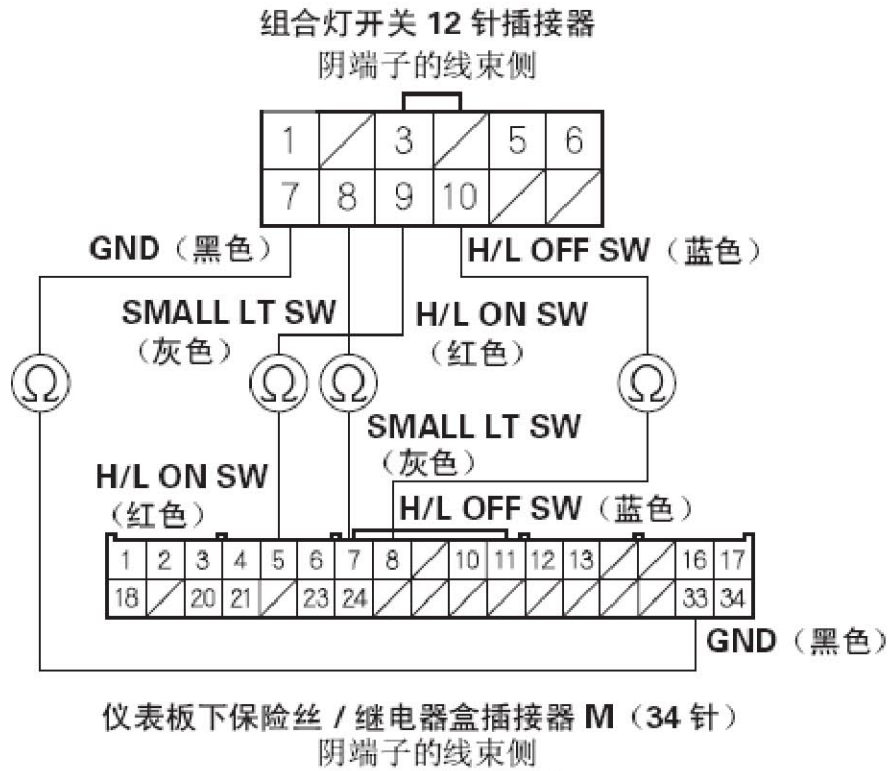 组合灯开关 12 针插接器
阴端子的线束侧
1 3 5 6
7 8 9 10
GND（黑色）
H/L OFF SW（蓝色）
SMALL LT SW
（灰色）
H/L ON SW
（红色）
Ω Ω Ω Ω
SMALL LT SW
（灰色）
H/L ON SW
（红色）
H/L OFF SW（蓝色）
1 2 3 4 5 6 7 8 10 11 12 13 16 17
18 20 21 23 24 33 34
GND（黑色）
仪表板下保险丝 / 继电器盒插接器 M（34 针）
阴端子的线束侧